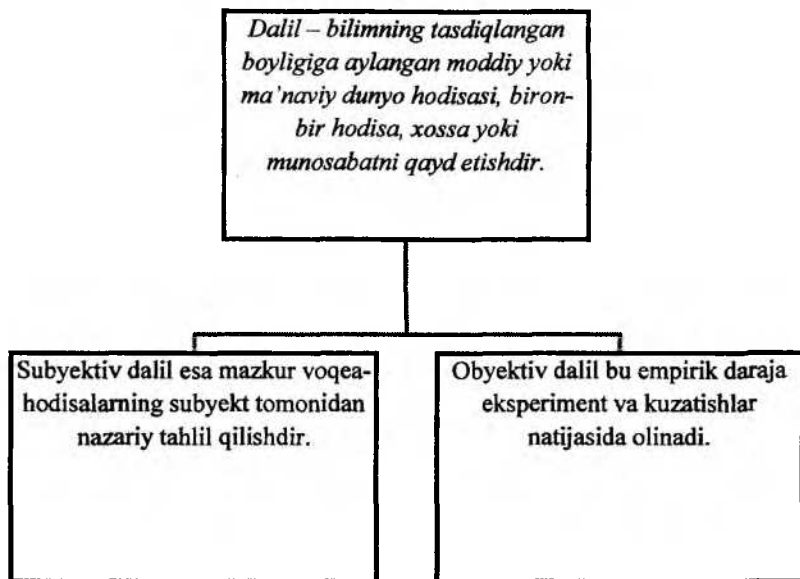 Dalil – bilimning tasdiqlangan
boyligiga aylangan moddiy yoki
ma'naviy dunyo hodisasi, biron-
bir hodisa, xossa yoki
munosabatni qayd etishdir.
Subyektiv dalil esa mazkur voqea-
hodisalarning subyekt tomonidan
nazariy tahlil qilishdir.
Obyektiv dalil bu empirik daraja
eksperiment va kuzatishlar
natijasida olinadi.